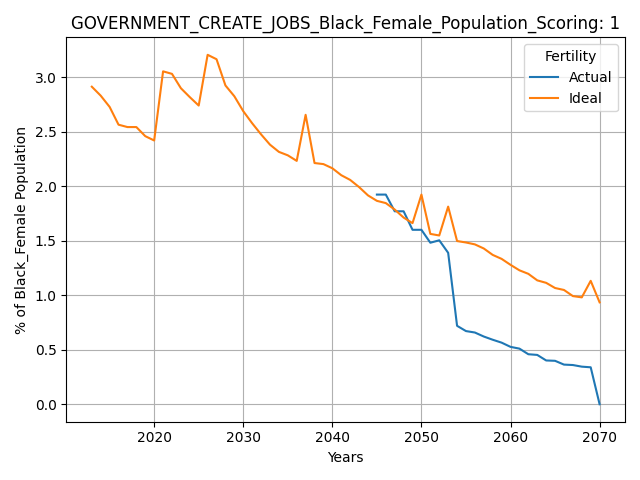 GOVERNMENT_CREATE_JOBS_Black_Female_Population_Scoring: 1
Fertility
Actual
Ideal
% of Black_Female Population
3.0
2.5
2.0
1.5
1.0
0.5
0.0
2020 2030 2040 2050 2060 2070
Years